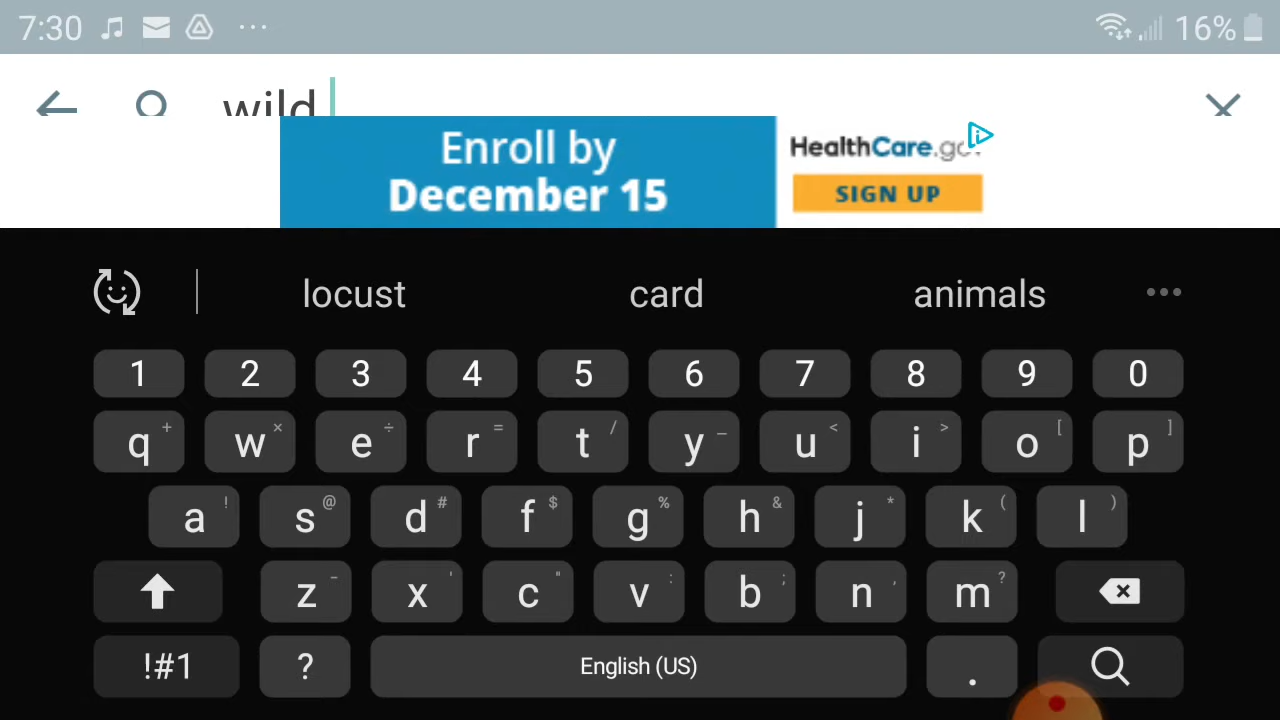 7:30 16%
wild
Enroll by
December 15
HealthCare.gov
SIGN UP
locust card animals
1 2 3 4 5 6 7 8 9 0
q + w × e ÷ r = t / y _ u < i > o [ p ]
a ! s @ d # f $ g % h & j * k ( l )
z - x ' c " v : b ; n , m ?
!#1 ? English (US) .